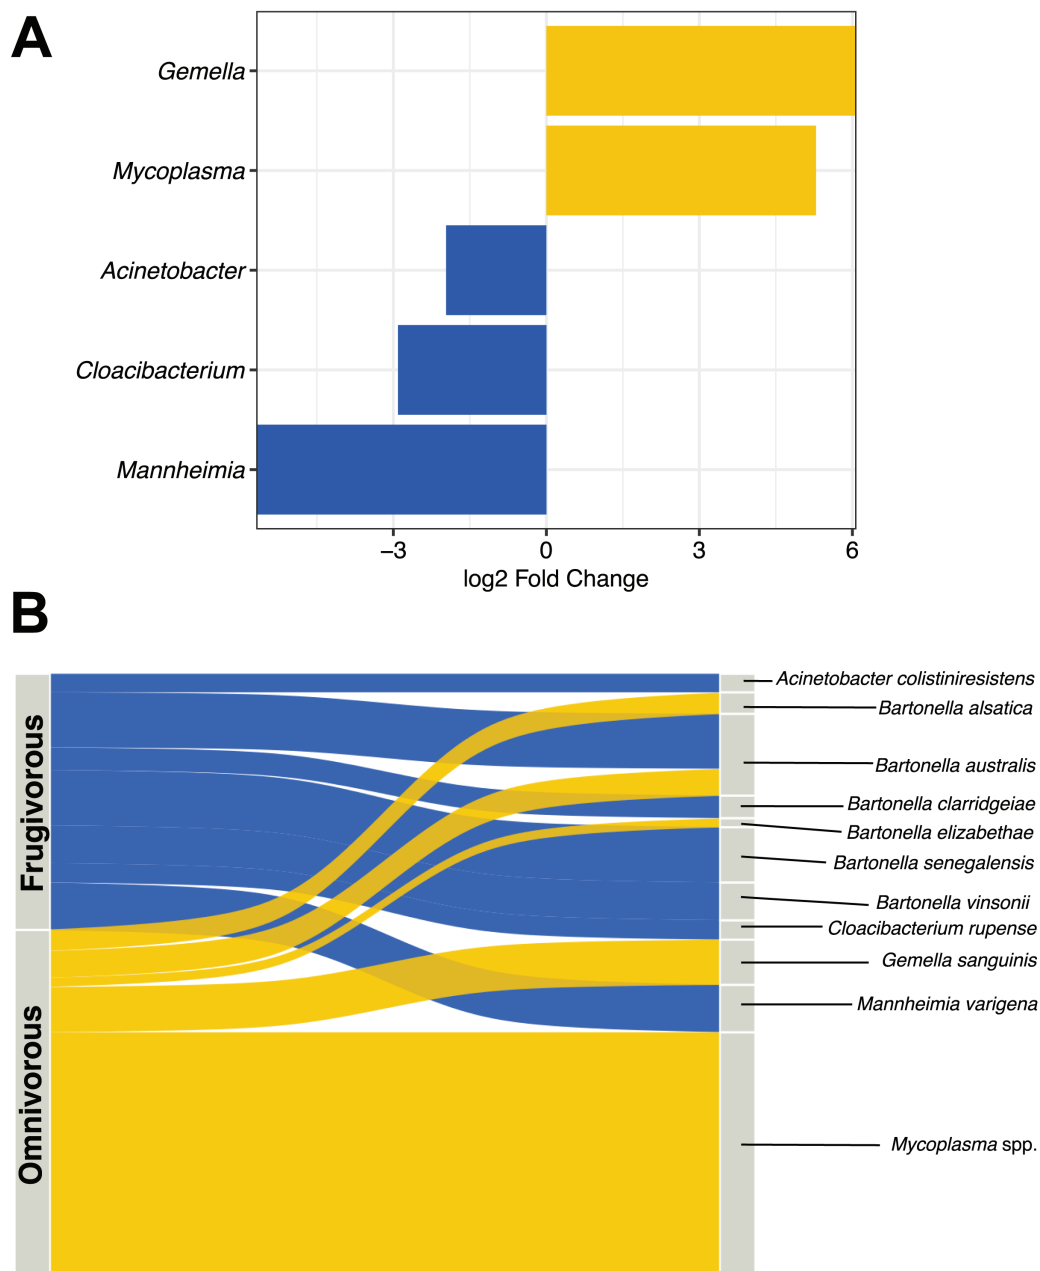 A
Gemella
Mycoplasma
Acinetobacter
Cloacibacterium
Mannheimia
−3 0 3 6
log2 Fold Change
B
Frugivorous
Omnivorous
Acinetobacter colistiniresistens
Bartonella alsatica
Bartonella australis
Bartonella clarridgeiae
Bartonella elizabethae
Bartonella senegalensis
Bartonella vinsonii
Cloacibacterium rupense
Gemella sanguinis
Mannheimia varigena
Mycoplasma spp.